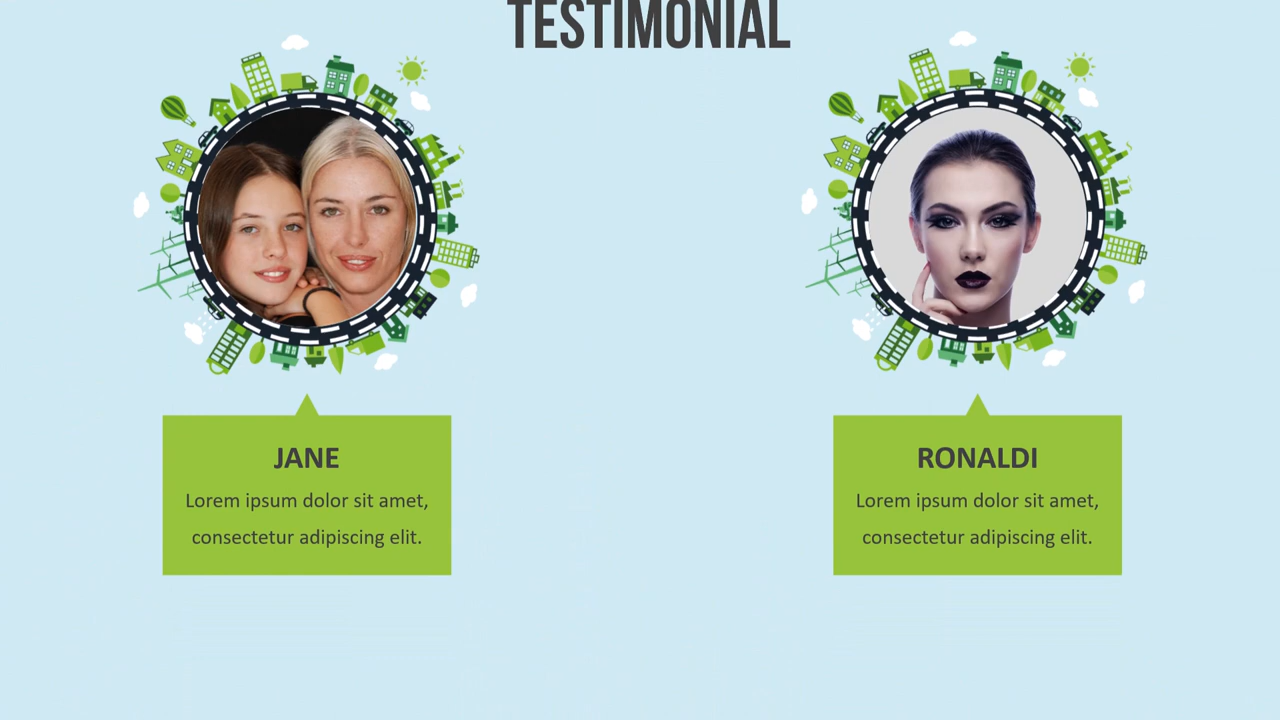 TESTIMONIAL
JANE
Lorem ipsum dolor sit amet,
consectetur adipiscing elit.
RONALDI
Lorem ipsum dolor sit amet,
consectetur adipiscing elit.